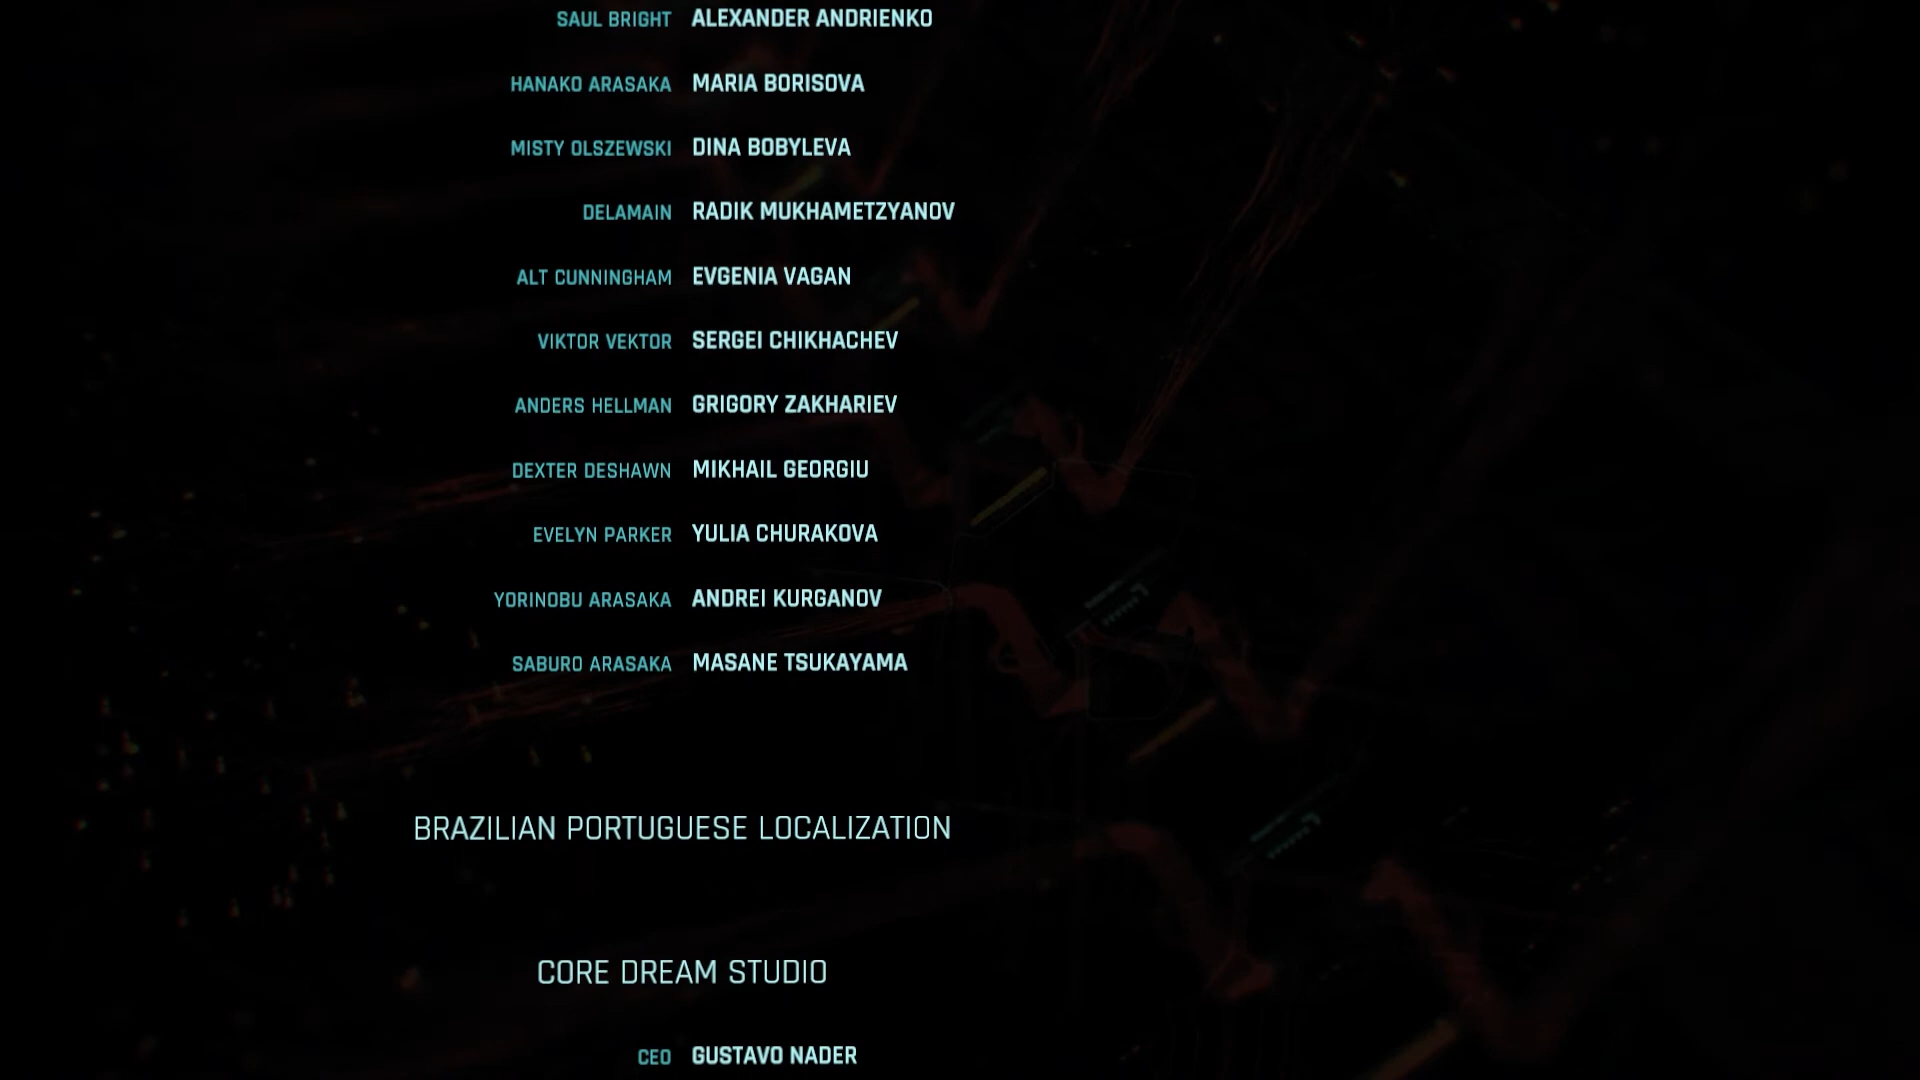 SAUL BRIGHT ALEXANDER ANDRIENKO
HANAKO ARASAKA MARIA BORISOVA
MISTY OLSZEWSKI DINA BOBYLEVA
DELAMAIN RADIK MUKHAMETZYANOV
ALT CUNNINGHAM EVGENIA VAGAN
VIKTOR VEKTOR SERGEI CHIKHACHEV
ANDERS HELLMAN GRIGORY ZAKHARIEV
DEXTER DESHAWN MIKHAIL GEORGIU
EVELYN PARKER YULIA CHURAKOVA
YORINOBU ARASAKA ANDREI KURGANOV
SABURO ARASAKA MASANE TSUKAYAMA
BRAZILIAN PORTUGUESE LOCALIZATION
CORE DREAM STUDIO
CEO GUSTAVO NADER